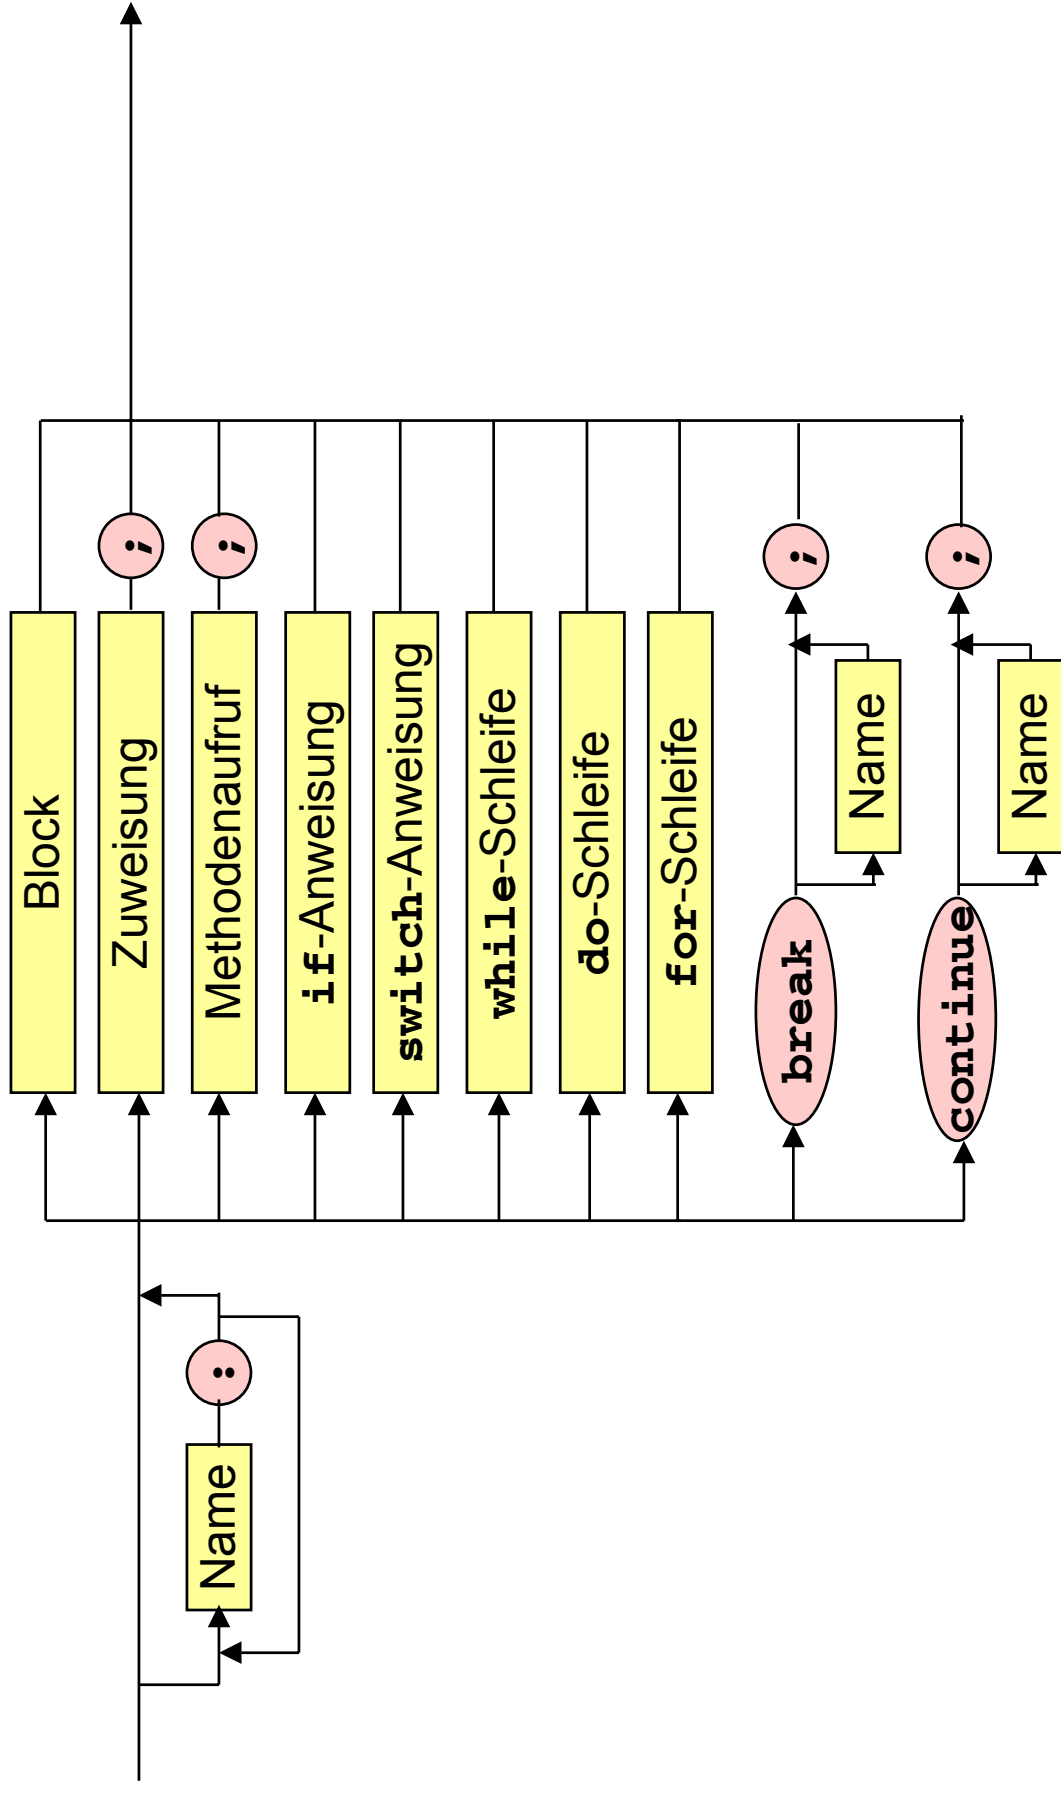 Name :
Block
Zuweisung ;
Methodenaufruf ;
if-Anweisung
switch-Anweisung
while-Schleife
do-Schleife
for-Schleife
break Name ;
continue Name ;